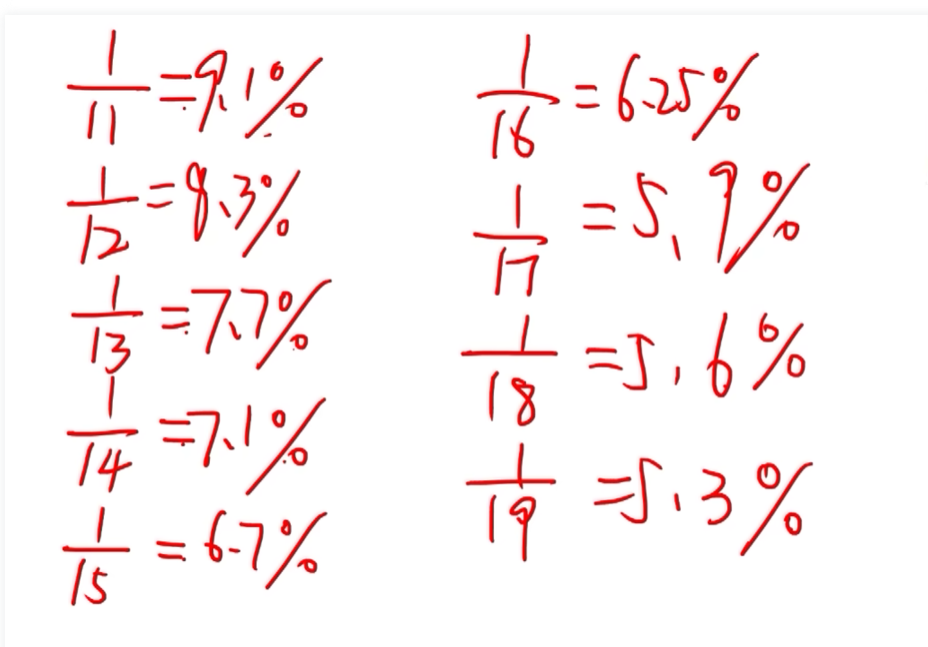 1/11 = 9.1%
1/12 = 8.3%
1/13 = 7.7%
1/14 = 7.1%
1/15 = 6.7%
1/16 = 6.25%
1/17 = 5.9%
1/18 = 5.6%
1/19 = 5.3%